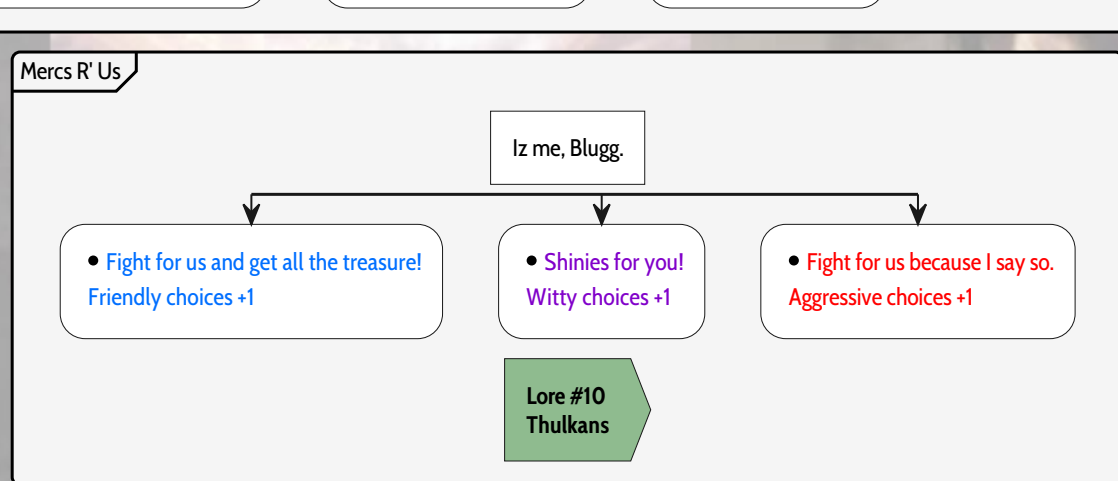 Mercs R' Us
Iz me, Blugg.
• Fight for us and get all the treasure!
Friendly choices +1
• Shinies for you!
Witty choices +1
• Fight for us because I say so.
Aggressive choices +1
Lore #10
Thulkans